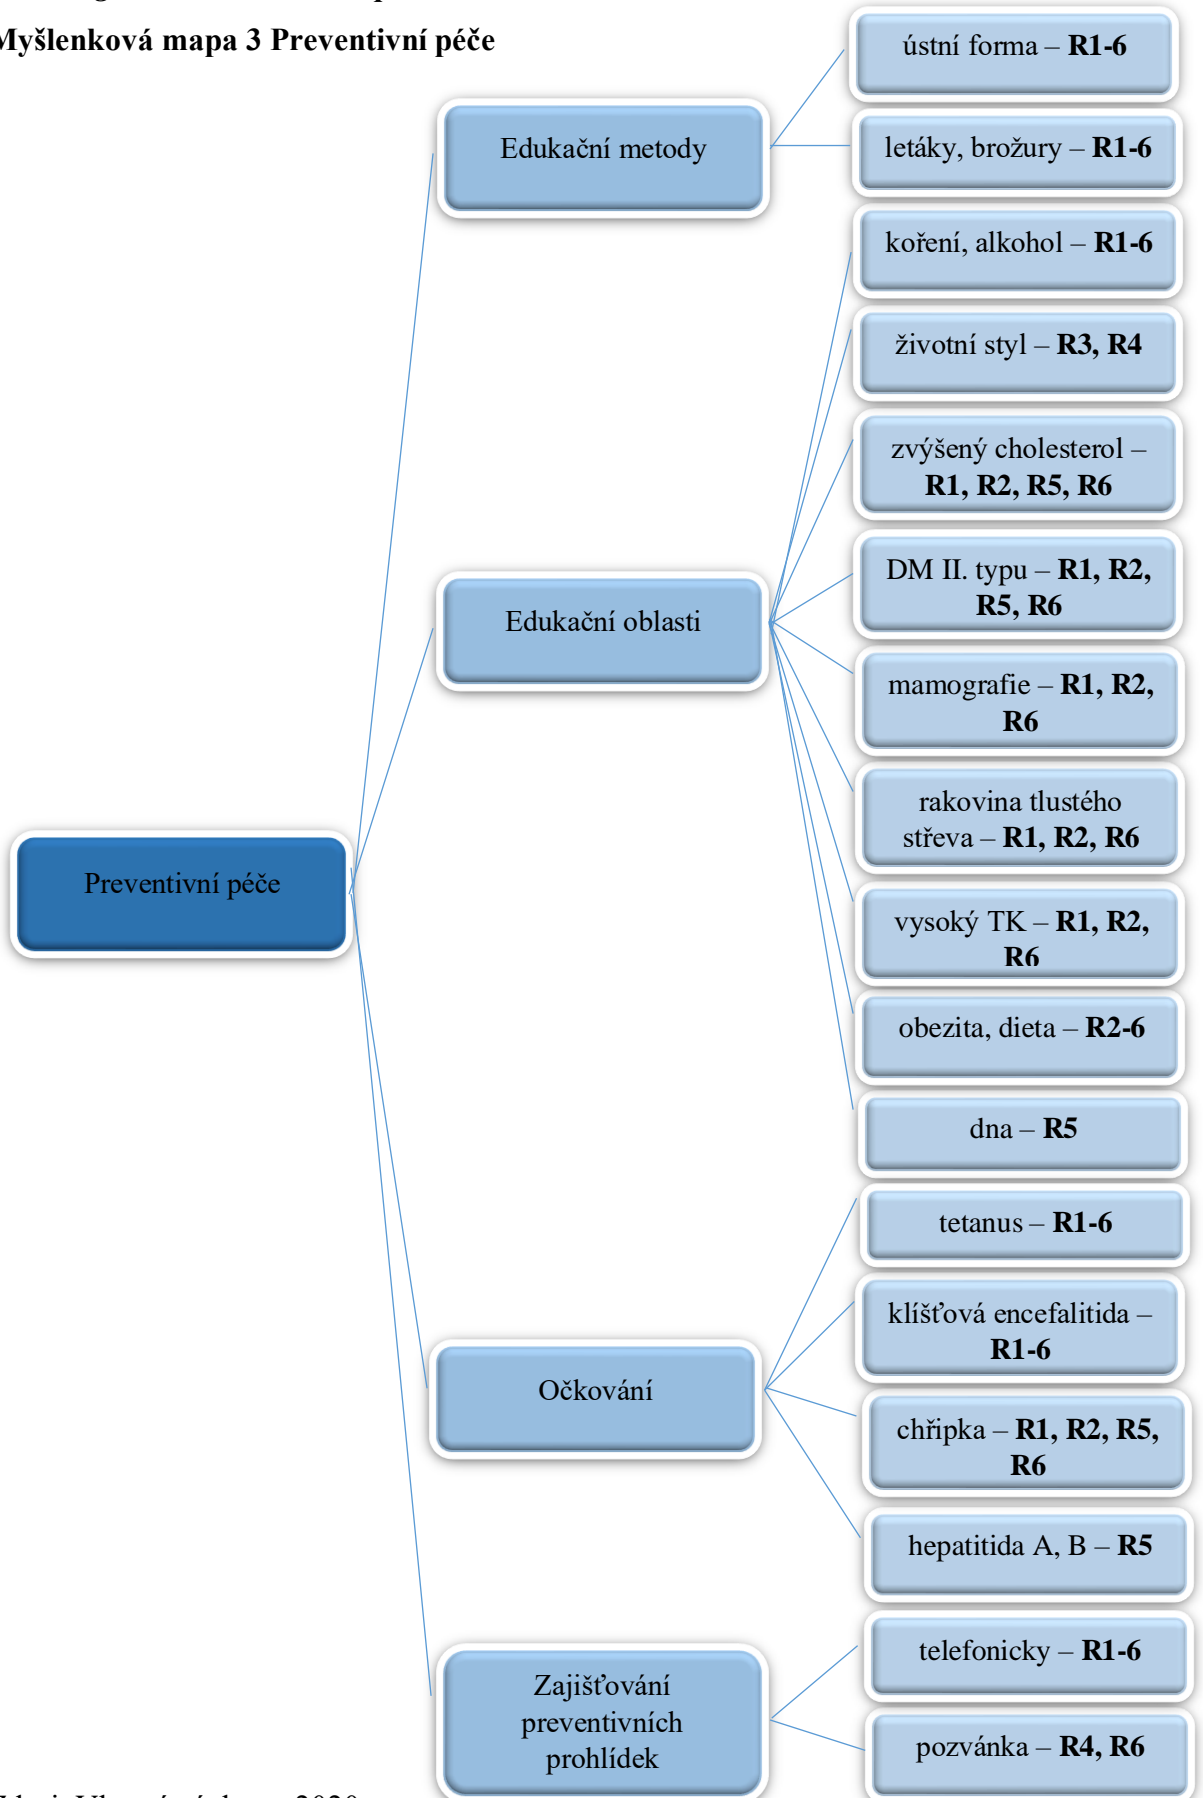 Myšlenková mapa 3 Preventivní péče
ústní forma – R1-6
Edukační metody
letáky, brožury – R1-6
koření, alkohol – R1-6
životní styl – R3, R4
zvýšený cholesterol –
R1, R2, R5, R6
DM II. typu – R1, R2,
R5, R6
Edukační oblasti
mamografie – R1, R2,
R6
rakovina tlustého
střeva – R1, R2, R6
Preventivní péče
vysoký TK – R1, R2,
R6
obezita, dieta – R2-6
dna – R5
tetanus – R1-6
klíšťová encefalitida –
R1-6
Očkování
chřipka – R1, R2, R5,
R6
hepatitida A, B – R5
telefonicky – R1-6
Zajišťování
preventivních
prohlídek
pozvánka – R4, R6